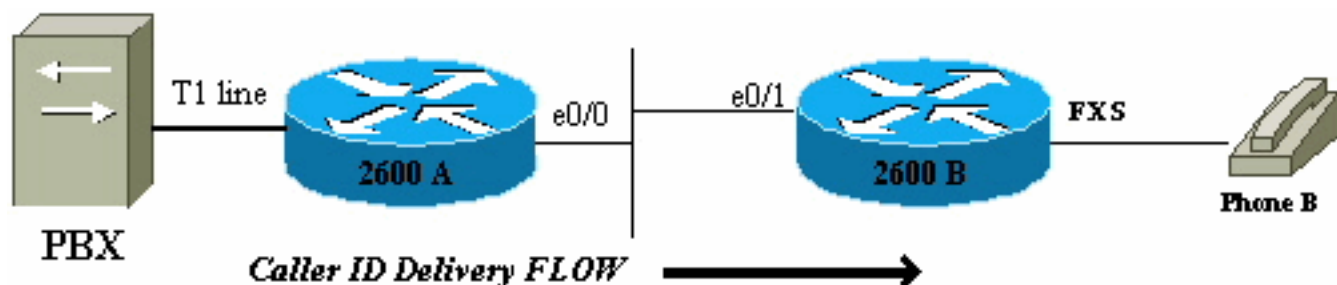 T1 line
e0/0
e0/1
FXS
2600 A
2600 B
Phone B
PBX
Caller ID Delivery FLOW